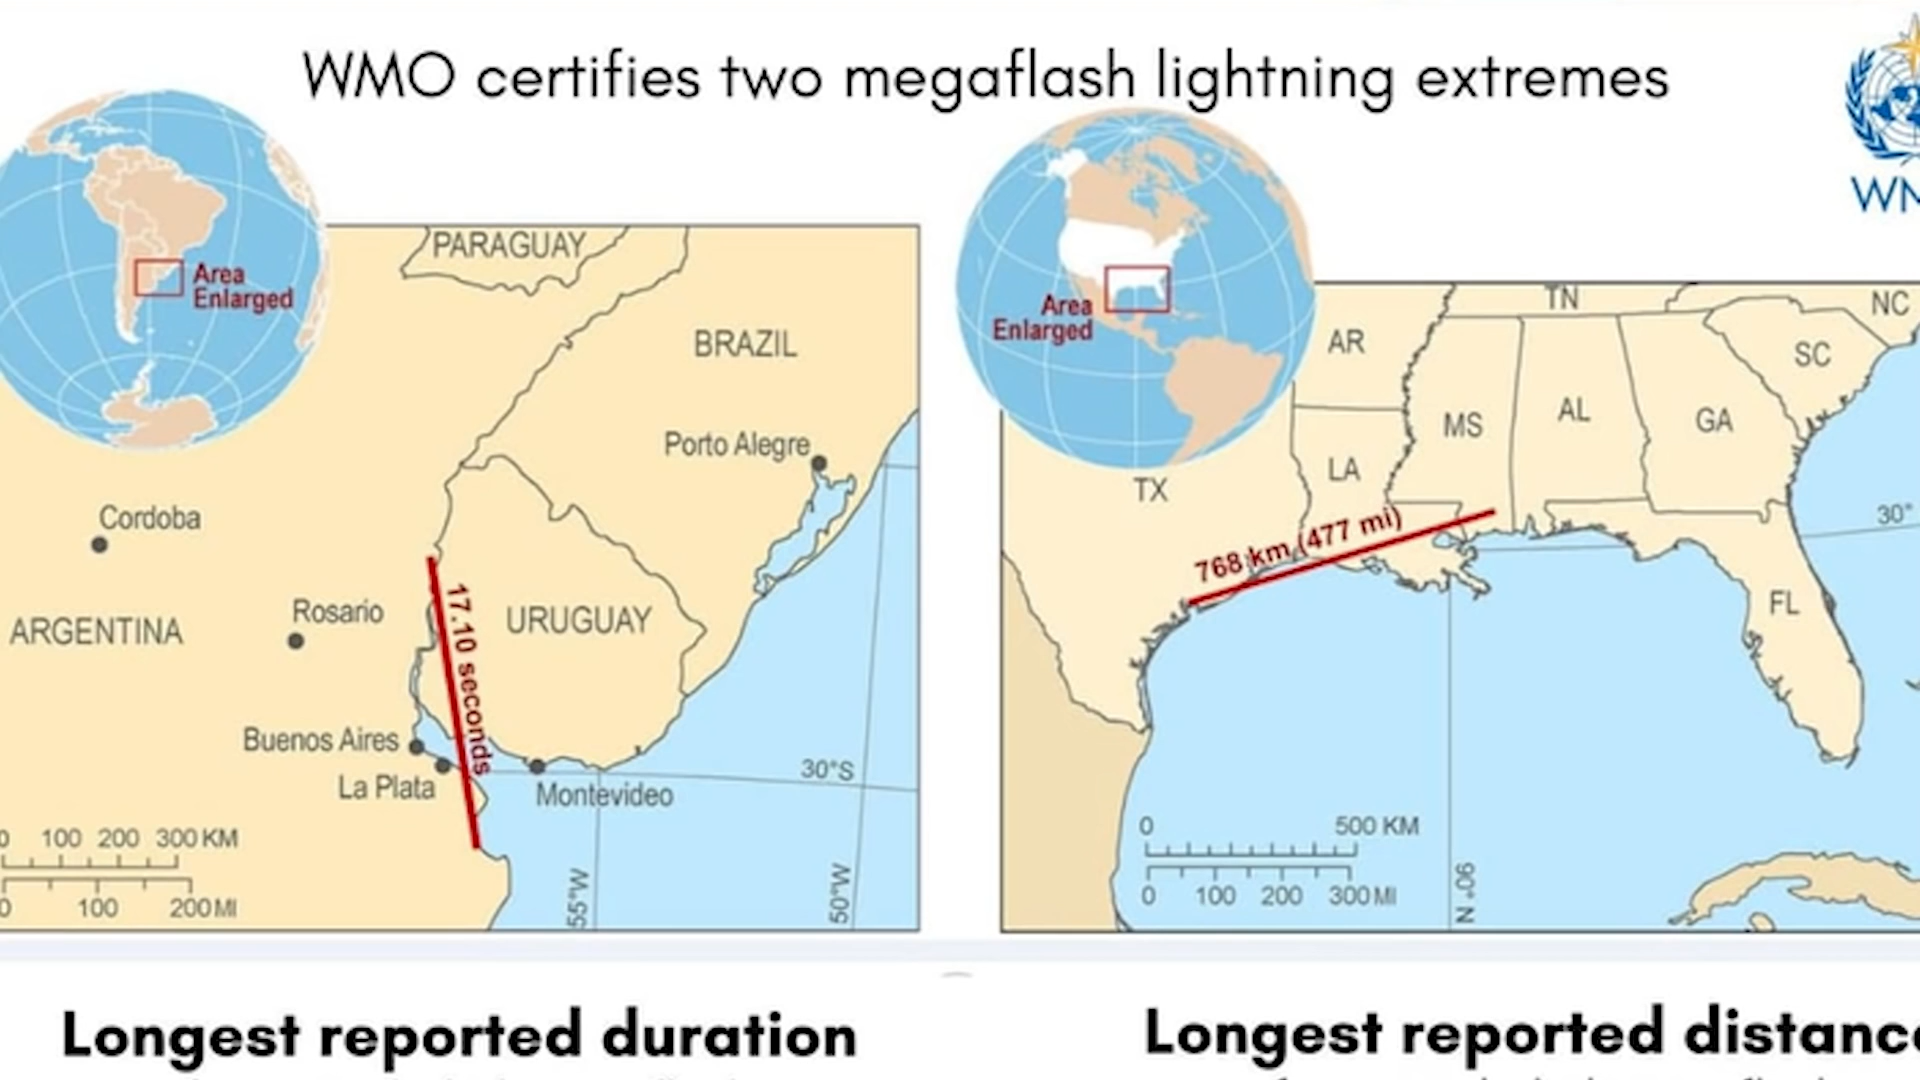 WMO certifies two megaflash lightning extremes
Area
Enlarged
PARAGUAY
BRAZIL
Porto Alegre
Cordoba
Rosario
ARGENTINA
17.10 seconds
URUGUAY
Buenos Aires
La Plata
Montevideo
30°S
55°W
50°W
0 100 200 300 KM
0 100 200 MI
Longest reported duration
Area
Enlarged
TN
NC
AR
SC
MS
AL
GA
LA
TX
768 km (477 mi)
30°
FL
0 500 KM
0 100 200 300 MI
90° N
Longest reported distanc